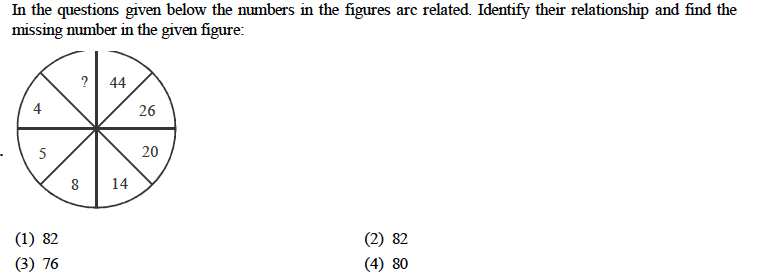 In the questions given below the numbers in the figures arc related. Identify their relationship and find the
missing number in the given figure:
? 44
4 26
5 20
8 14
(1) 82 (2) 82
(3) 76 (4) 80